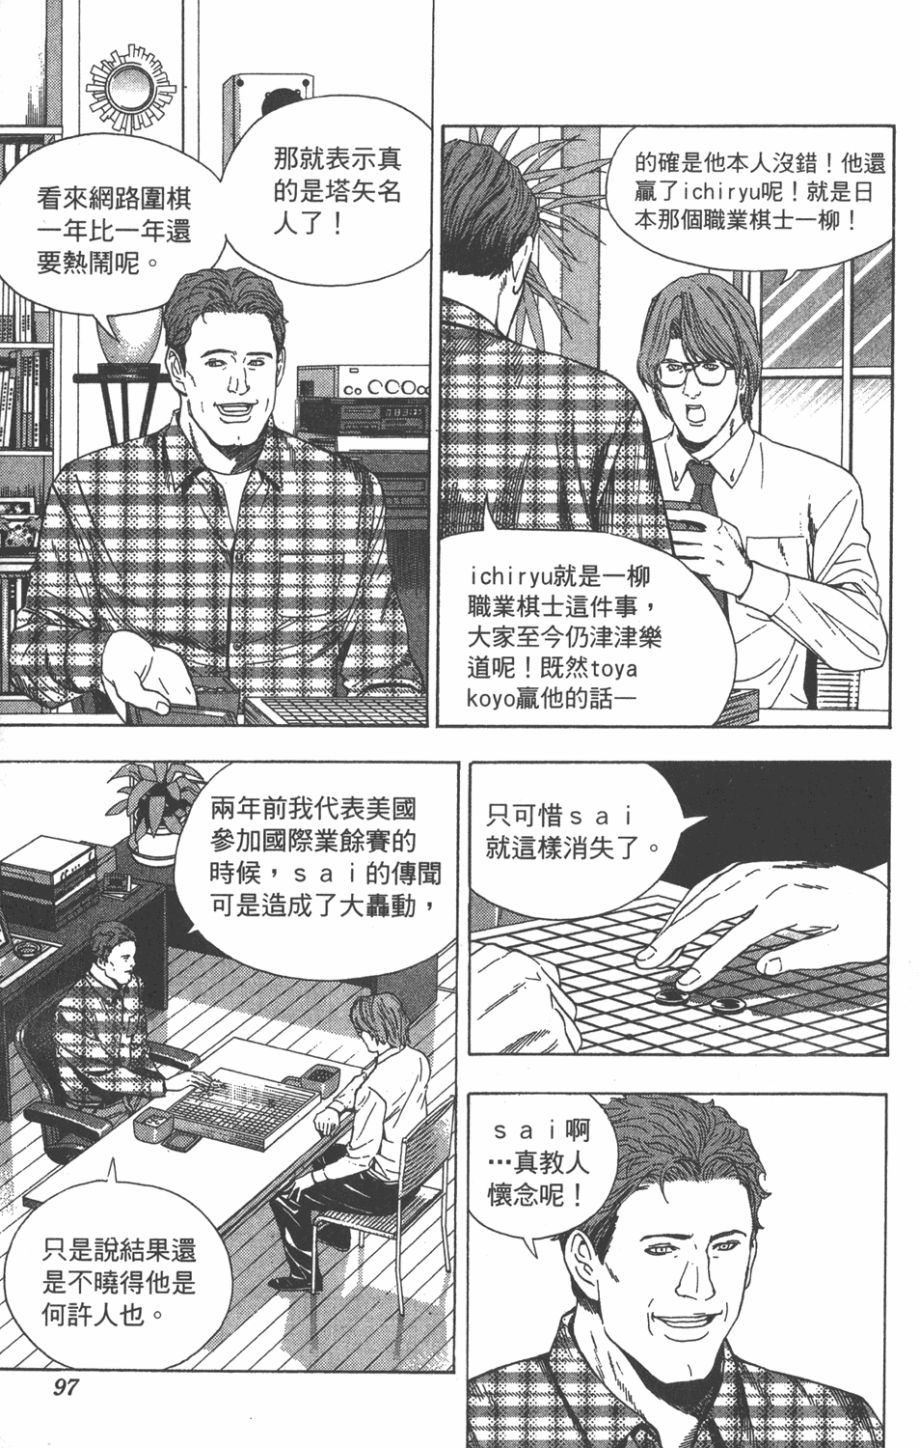 的確是他本人沒錯！他還
贏了ichiryu呢！就是日
本那個職業棋士一柳！
ichiryu就是一柳
職業棋士這件事，
大家至今仍津津樂
道呢！既然toya
koyo贏他的話—
那就表示真
的是塔矢名
人了！
看來網路圍棋
一年比一年還
要熱鬧呢。
只可惜ｓａｉ
就這樣消失了。
兩年前我代表美國
參加國際業餘賽的
時候，ｓａｉ的傳聞
可是造成了大轟動，
只是說結果還
是不曉得他是
何許人也。
ｓａｉ啊
…真教人
懷念呢！
97